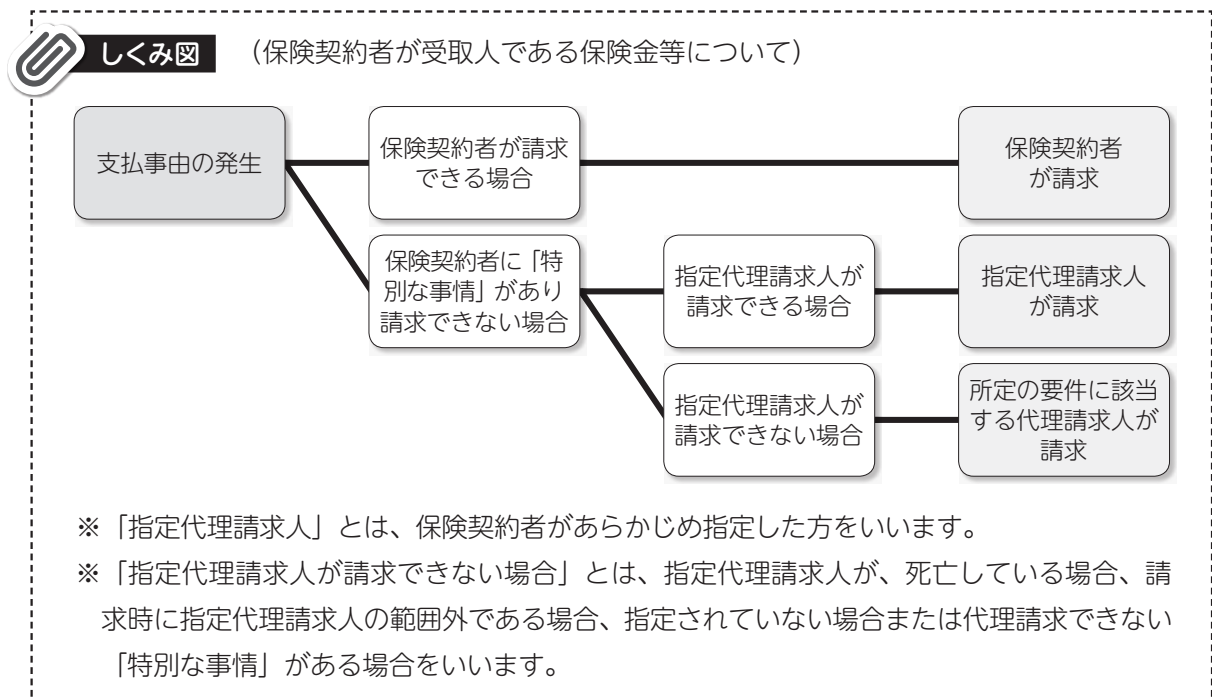 しくみ図 (保険契約者が受取人である保険金等について)
支払事由の発生
保険契約者が請求
できる場合
保険契約者
が請求
保険契約者に「特
別な事情」があり
請求できない場合
指定代理請求人が
請求できる場合
指定代理請求人
が請求
指定代理請求人が
請求できない場合
所定の要件に該当
する代理請求人が
請求
※「指定代理請求人」とは、保険契約者があらかじめ指定した方をいいます。
※「指定代理請求人が請求できない場合」とは、指定代理請求人が、死亡している場合、請
求時に指定代理請求人の範囲外である場合、指定されていない場合または代理請求できない
「特別な事情」がある場合をいいます。